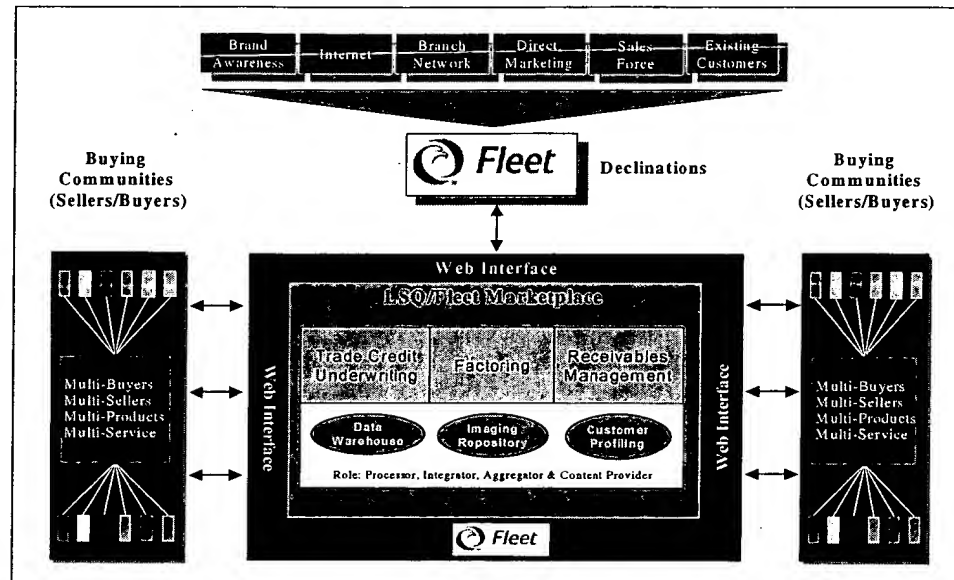 Brand Awareness
Internet
Branch Network
Direct Marketing
Sales Force
Existing Customers
Fleet
Declinations
Buying
Communities
(Sellers/Buyers)
Buying
Communities
(Sellers/Buyers)
Web Interface
LSQ/Fleet Marketplace
Web Interface
Trade Credit
Underwriting
Factoring
Receivables
Management
Web Interface
Multi-Buyers
Multi-Sellers
Multi-Products
Multi-Service
Data
Warehouse
Imaging
Repository
Customer
Profiling
Multi-Buyers
Multi-Sellers
Multi-Products
Multi-Service
Role: Processor, Integrator, Aggregator & Content Provider
Fleet